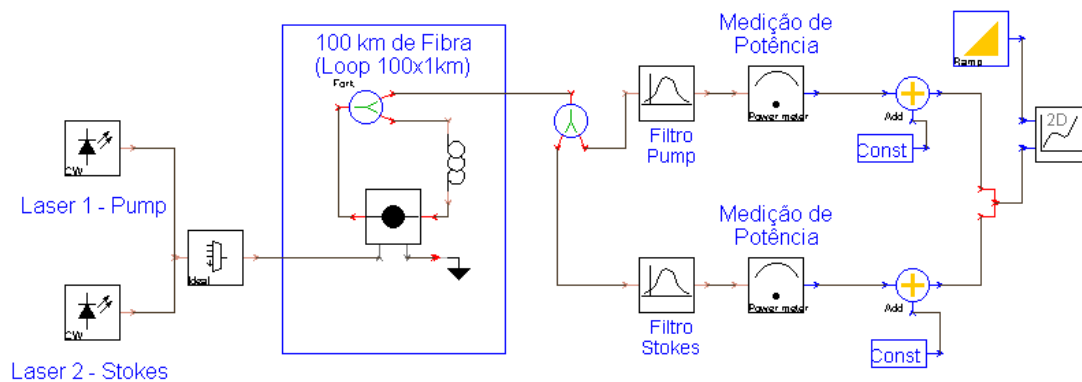 100 km de Fibra
(Loop 100x1km)
Fork
CW
Laser 1 - Pump
CW
Laser 2 - Stokes
Ideal
Filtro
Pump
Medição de
Potência
Power meter
Add
Const
Ramp
2D
Medição de
Potência
Filtro
Stokes
Power meter
Add
Const